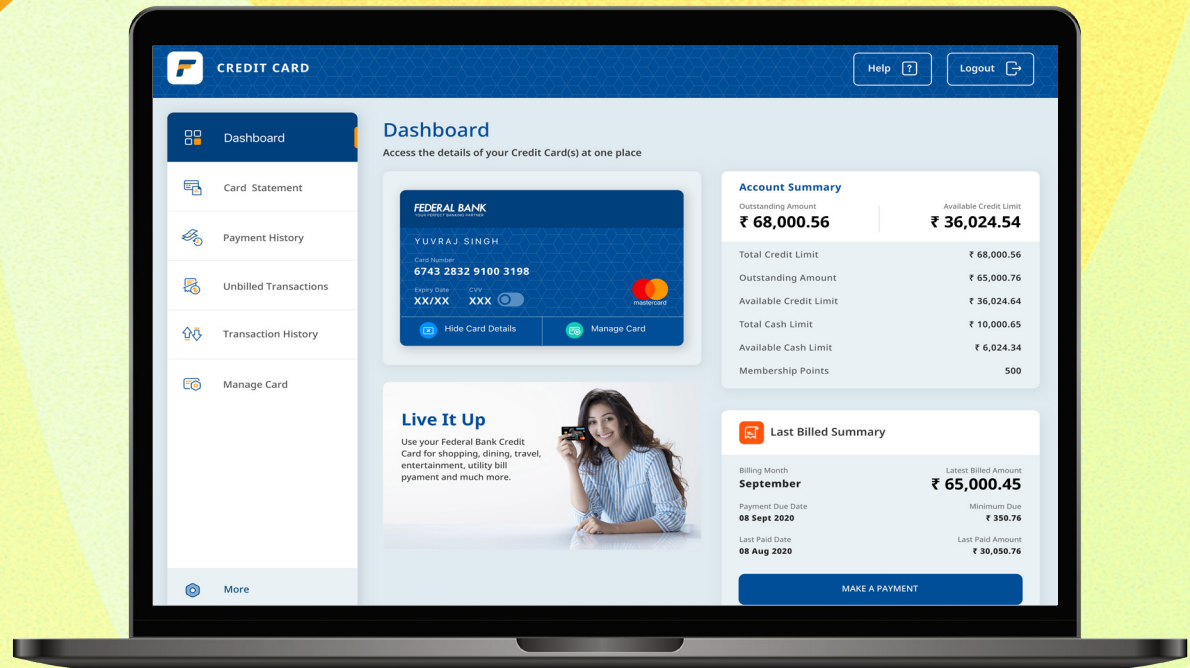 CREDIT CARD
Help
Logout
Dashboard
Card Statement
Payment History
Unbilled Transactions
Transaction History
Manage Card
More
Dashboard
Access the details of your Credit Card(s) at one place
FEDERAL BANK
YOUR PERFECT BANKING PARTNER
YUVRAJ SINGH
Card Number
6743 2832 9100 3198
Expiry Date CVV
XX/XX XXX
mastercard
Hide Card Details
Manage Card
Live It Up
Use your Federal Bank Credit
Card for shopping, dining, travel,
entertainment, utility bill
pyament and much more.
Account Summary
Outstanding Amount Available Credit Limit
₹ 68,000.56 ₹ 36,024.54
Total Credit Limit ₹ 68,000.56
Outstanding Amount ₹ 65,000.76
Available Credit Limit ₹ 36,024.64
Total Cash Limit ₹ 10,000.65
Available Cash Limit ₹ 6,024.34
Membership Points 500
Last Billed Summary
Billing Month Latest Billed Amount
September ₹ 65,000.45
Payment Due Date Minimum Due
08 Sept 2020 ₹ 350.76
Last Paid Date Last Paid Amount
08 Aug 2020 ₹ 30,050.76
MAKE A PAYMENT